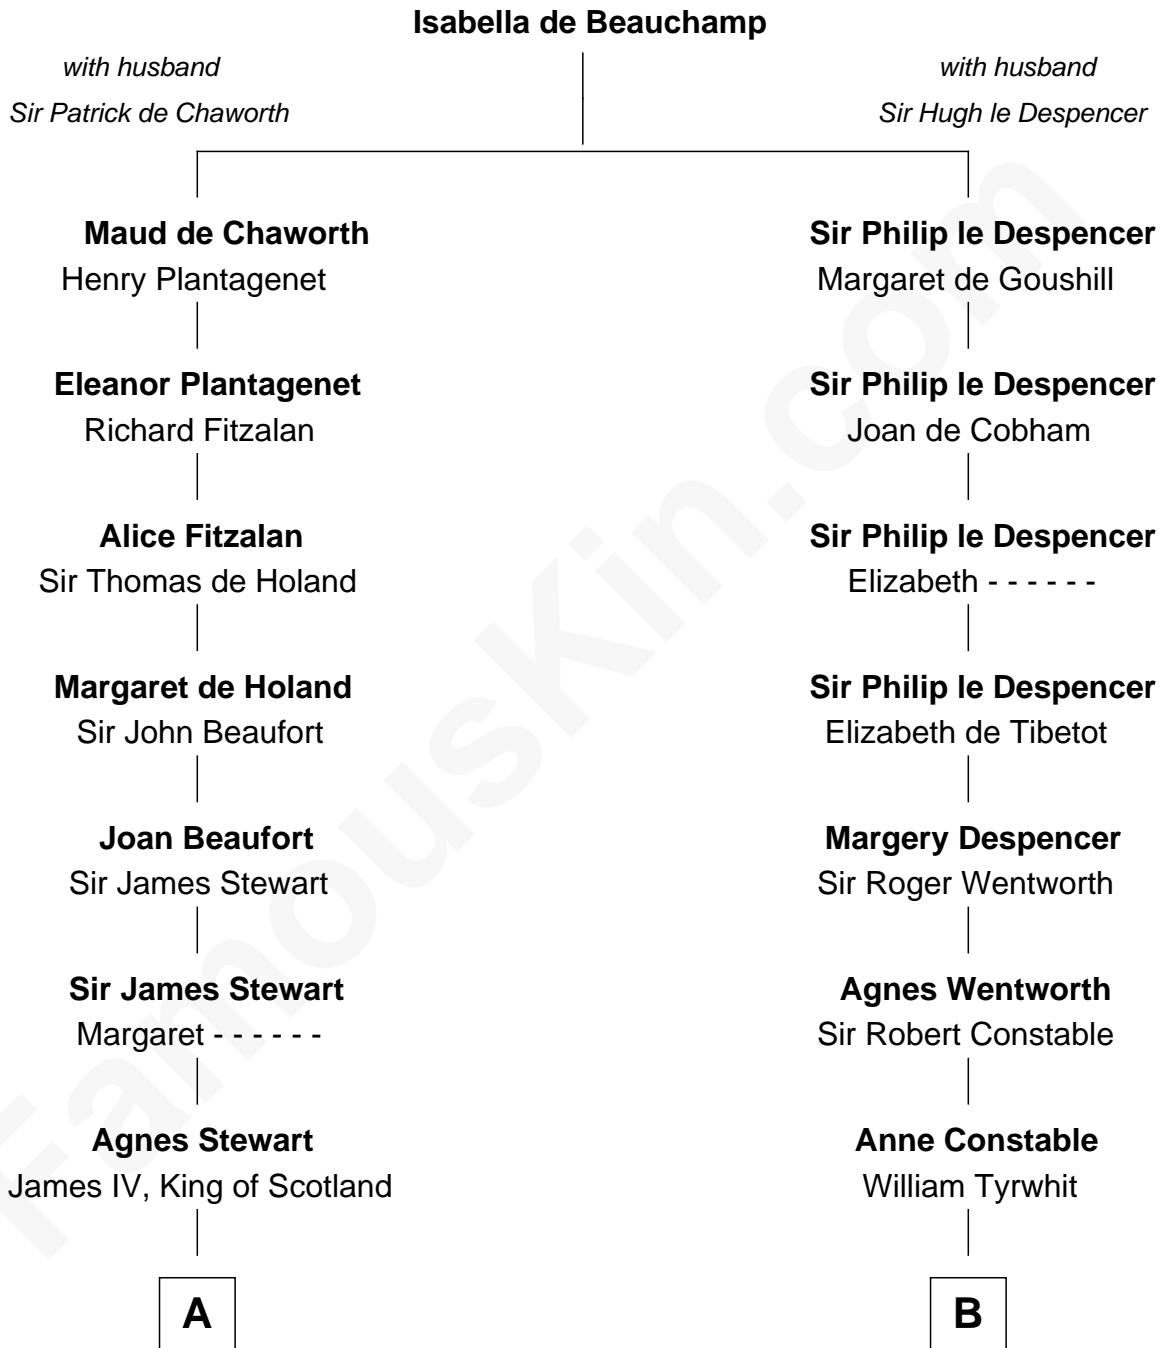 Isabella de Beauchamp
with husband
Sir Patrick de Chaworth
with husband
Sir Hugh le Despencer
Maud de Chaworth
Henry Plantagenet
Sir Philip le Despencer
Margaret de Goushill
Eleanor Plantagenet
Richard Fitzalan
Sir Philip le Despencer
Joan de Cobham
Alice Fitzalan
Sir Thomas de Holand
Sir Philip le Despencer
Elizabeth - - - - - -
Margaret de Holand
Sir John Beaufort
Sir Philip le Despencer
Elizabeth de Tibetot
Joan Beaufort
Sir James Stewart
Margery Despencer
Sir Roger Wentworth
Sir James Stewart
Margaret - - - - - -
Agnes Wentworth
Sir Robert Constable
Agnes Stewart
James IV, King of Scotland
Anne Constable
William Tyrwhit
A
B
FamousKin.com